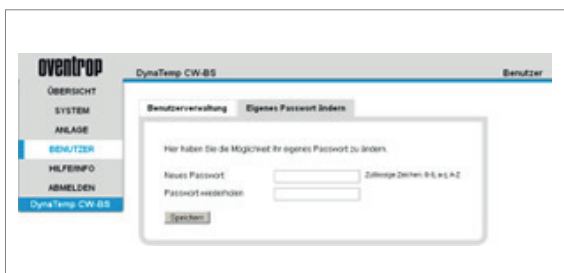 oventrop
DynaTemp CW-BS
Benutzer
ÜBERSICHT
SYSTEM
ANLAGE
BENUTZER
HILFE/INFO
ABMELDEN
DynaTemp CW-BS
Benutzerverwaltung
Eigenes Passwort ändern
Hier haben Sie die Möglichkeit Ihr eigenes Passwort zu ändern.
Neues Passwort
Zulässige Zeichen: 0-9, a-z, A-Z
Passwort wiederholen
Speichern